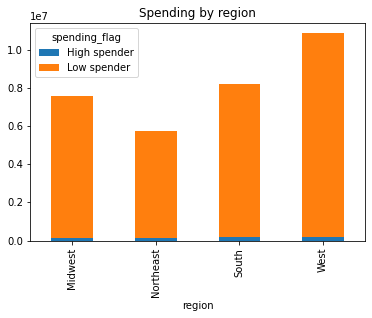 Spending by region
1e7
spending_flag
High spender
Low spender
1.0
0.8
0.6
0.4
0.2
0.0
Midwest
Northeast
South
West
region